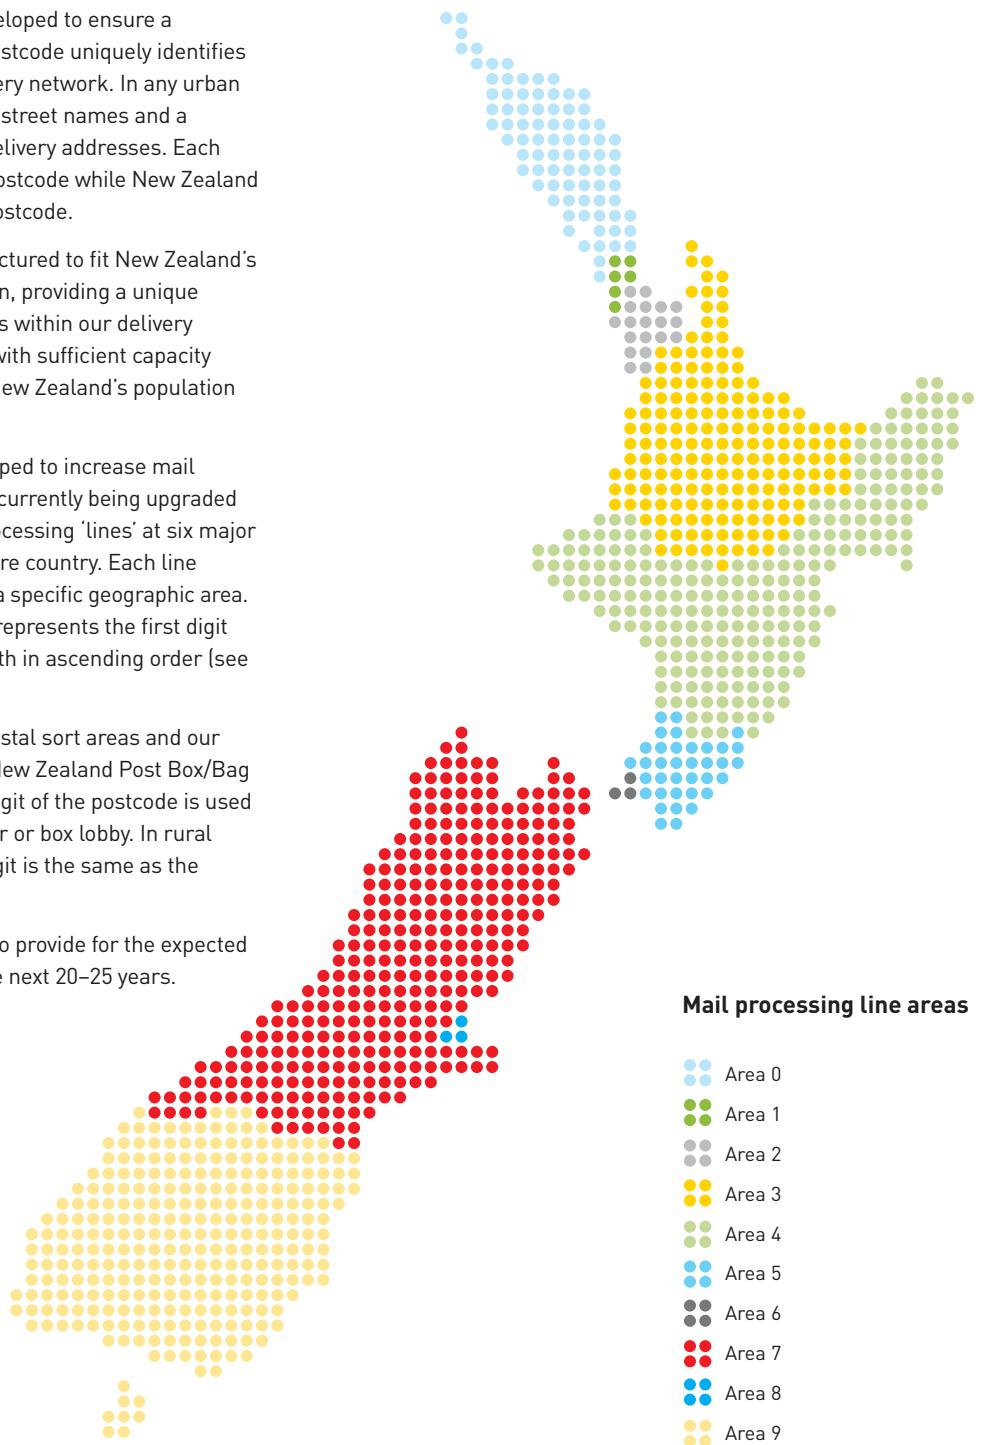 eloped to ensure a
stcode uniquely identifies
ery network. In any urban
street names and a
elivery addresses. Each
ostcode while New Zealand
ostcode.
ctured to fit New Zealand’s
n, providing a unique
s within our delivery
with sufficient capacity
New Zealand’s population
ped to increase mail
currently being upgraded
ocessing ‘lines’ at six major
re country. Each line
a specific geographic area.
represents the first digit
th in ascending order (see
stal sort areas and our
New Zealand Post Box/Bag
git of the postcode is used
r or box lobby. In rural
git is the same as the
o provide for the expected
e next 20–25 years.
Mail processing line areas
Area 0
Area 1
Area 2
Area 3
Area 4
Area 5
Area 6
Area 7
Area 8
Area 9